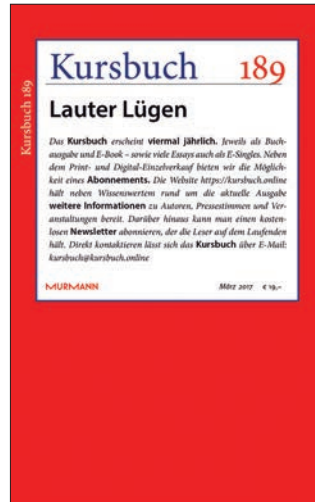 Kursbuch 189
Kursbuch 189
Lauter Lügen
Das Kursbuch erscheint viermal jährlich. Jeweils als Buch-
ausgabe und E-Book – sowie viele Essays auch als E-Singles. Neben
dem Print- und Digital-Einzelverkauf bieten wir die Möglich-
keit eines Abonnements. Die Website https://kursbuch.online
hält neben Wissenswertem rund um die aktuelle Ausgabe
weitere Informationen zu Autoren, Pressestimmen und Ver-
anstaltungen bereit. Darüber hinaus kann man einen kosten-
losen Newsletter abonnieren, der die Leser auf dem Laufenden
hält. Direkt kontaktieren lässt sich das Kursbuch über E-Mail:
kursbuch@kursbuch.online
MURMANN März 2017 € 19,–